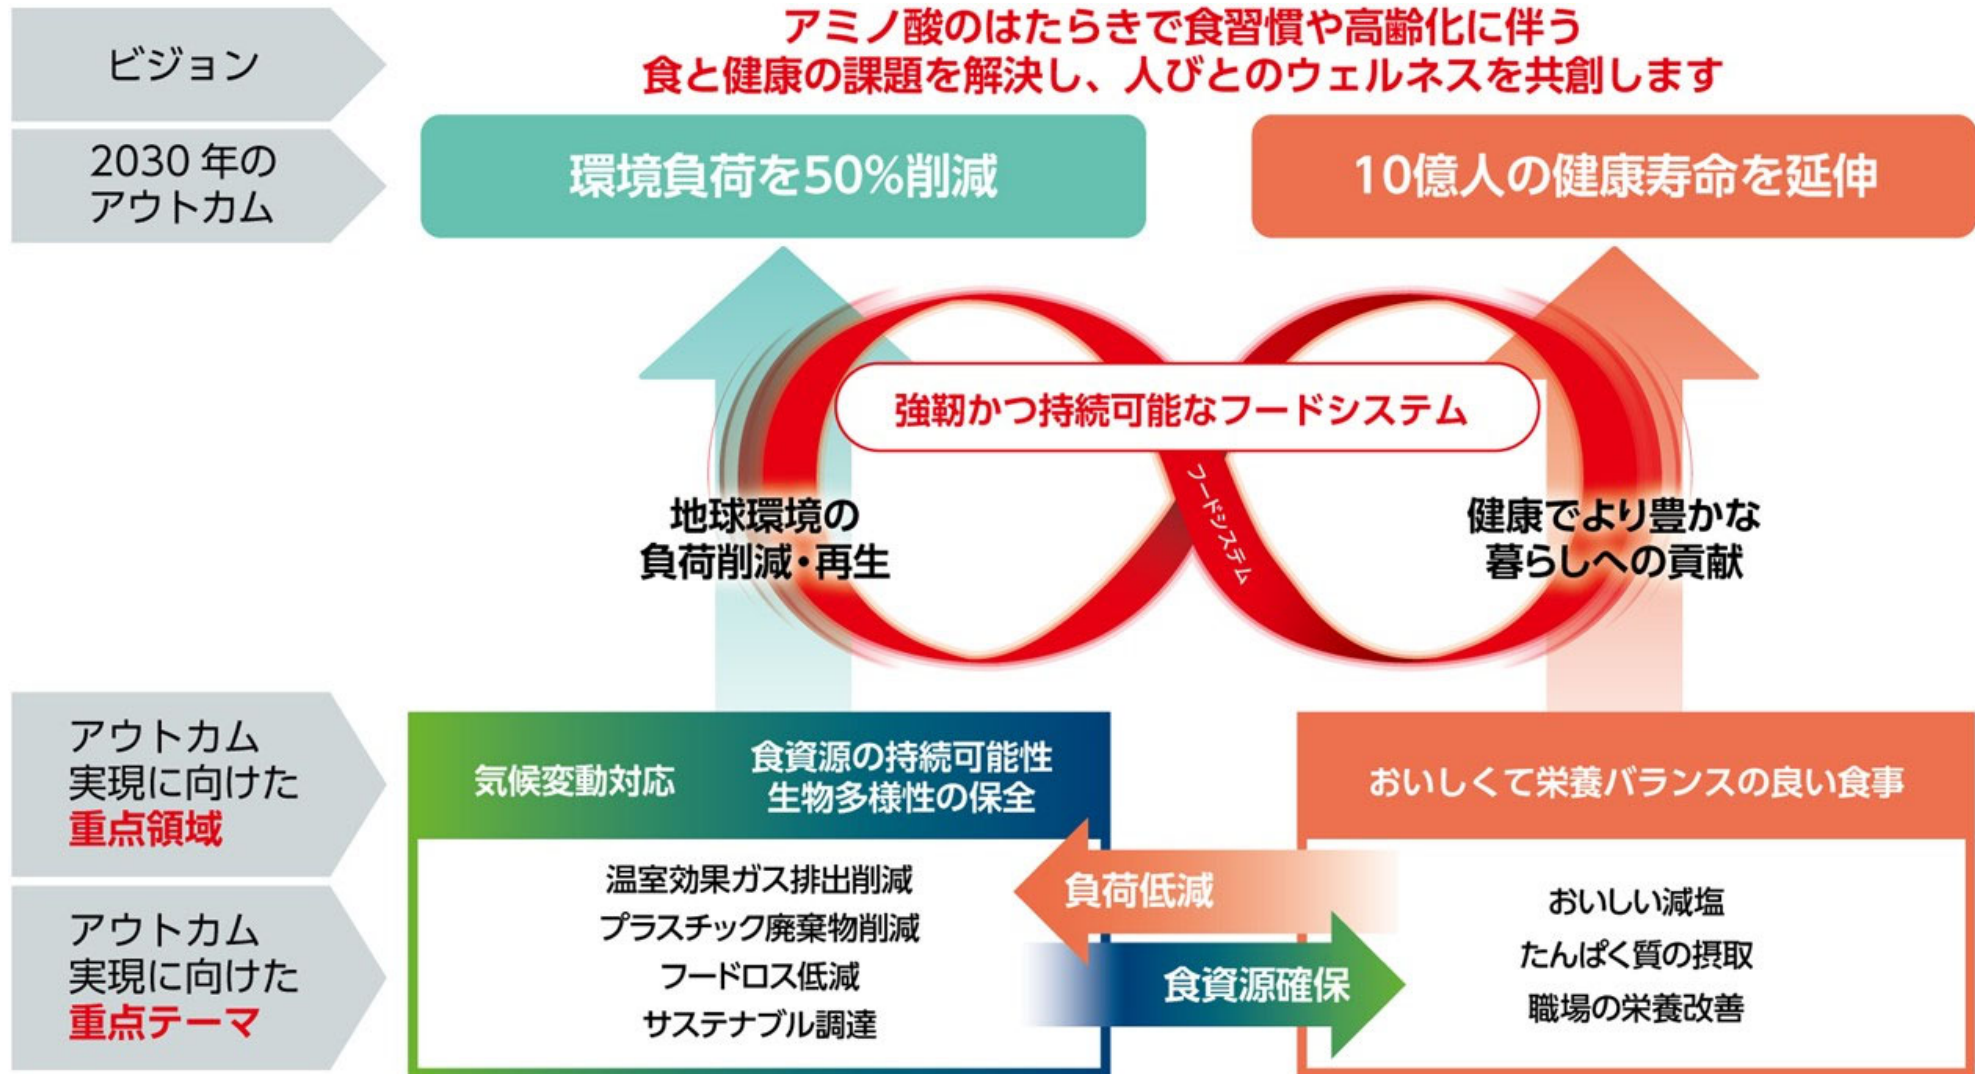 ビジョン
アミノ酸のはたらきで食習慣や高齢化に伴う
食と健康の課題を解決し、人びとのウェルネスを共創します
2030 年の
アウトカム
環境負荷を50%削減
10億人の健康寿命を延伸
強靭かつ持続可能なフードシステム
フードシステム
地球環境の
負荷削減・再生
健康でより豊かな
暮らしへの貢献
アウトカム
実現に向けた
重点領域
気候変動対応
食資源の持続可能性
生物多様性の保全
おいしくて栄養バランスの良い食事
アウトカム
実現に向けた
重点テーマ
温室効果ガス排出削減
プラスチック廃棄物削減
フードロス低減
サステナブル調達
負荷低減
食資源確保
おいしい減塩
たんぱく質の摂取
職場の栄養改善